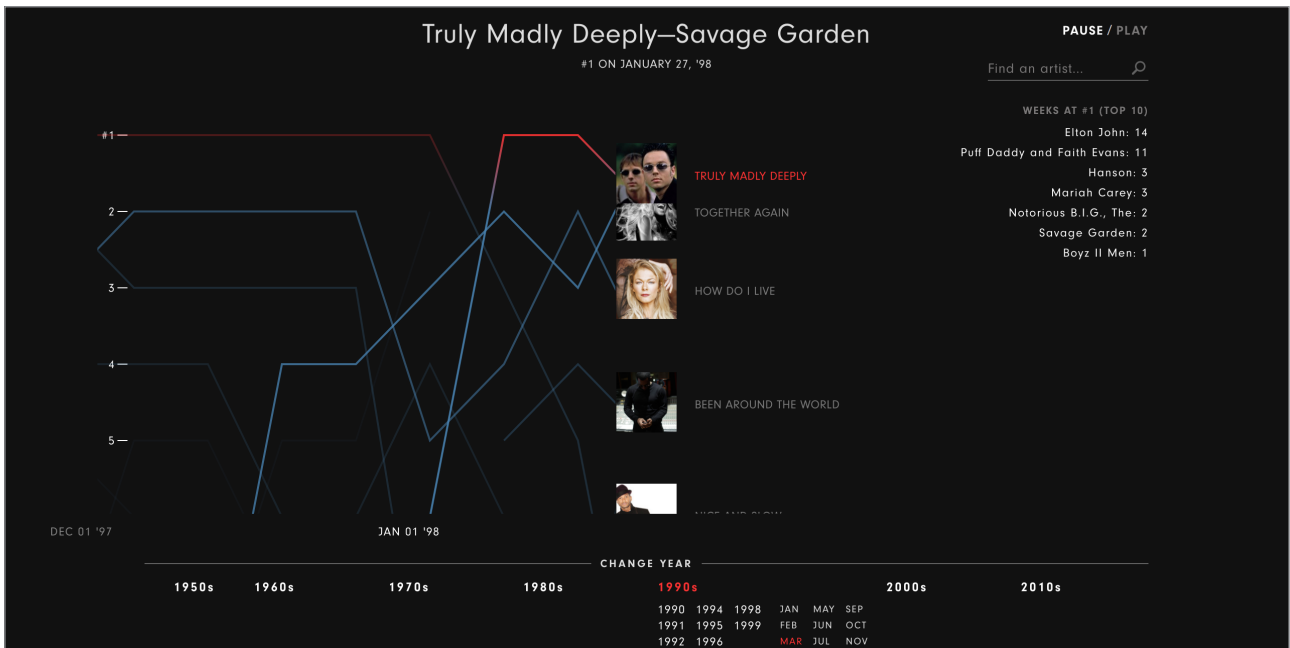 Truly Madly Deeply—Savage Garden
#1 ON JANUARY 27, '98
PAUSE / PLAY
Find an artist...
WEEKS AT #1 (TOP 10)
Elton John: 14
Puff Daddy and Faith Evans: 11
Hanson: 3
Mariah Carey: 3
Notorious B.I.G., The: 2
Savage Garden: 2
Boyz II Men: 1
#1
2
3
4
5
TRULY MADLY DEEPLY
TOGETHER AGAIN
HOW DO I LIVE
BEEN AROUND THE WORLD
NICE AND SLOW
DEC 01 '97
JAN 01 '98
CHANGE YEAR
1950s 1960s 1970s 1980s 1990s 2000s 2010s
1990 1994 1998 JAN MAY SEP
1991 1995 1999 FEB JUN OCT
1992 1996 MAR JUL NOV